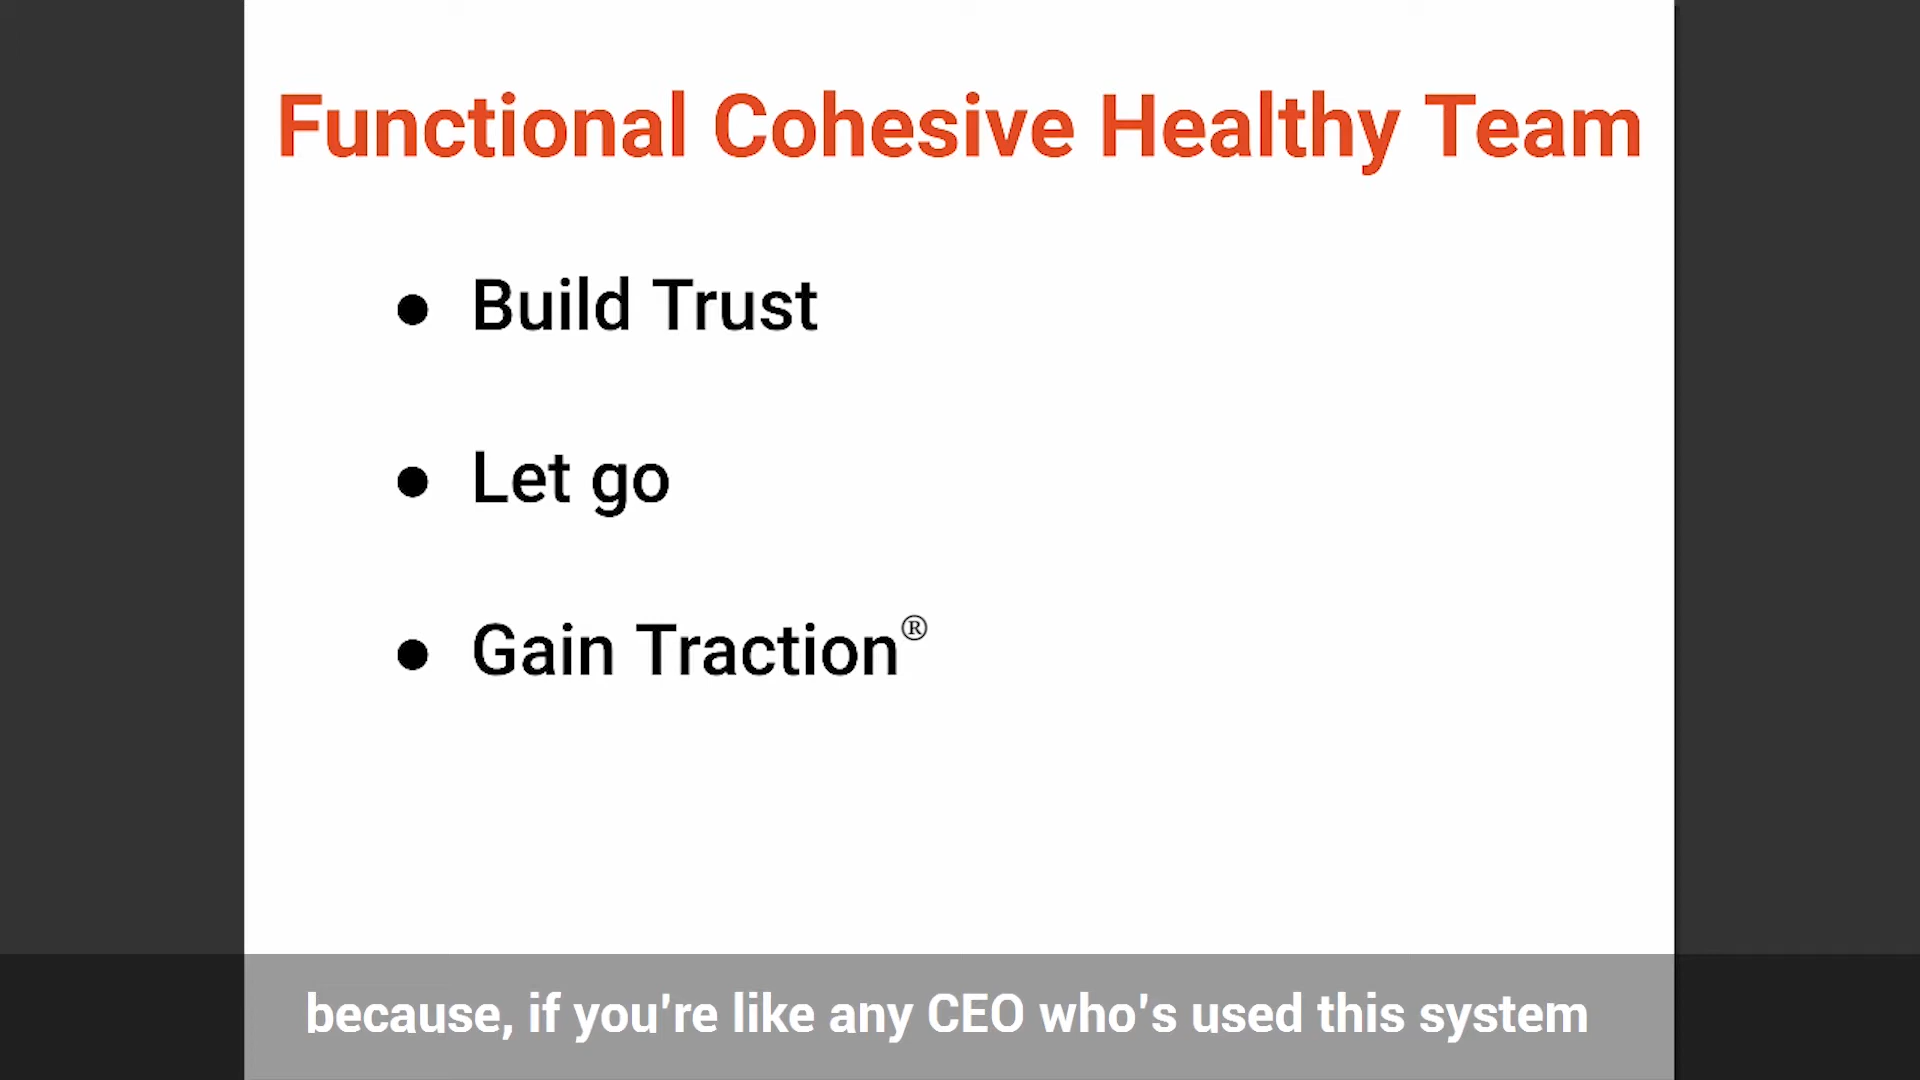 Functional Cohesive Healthy Team
● Build Trust
● Let go
● Gain Traction®
because, if you're like any CEO who's used this system